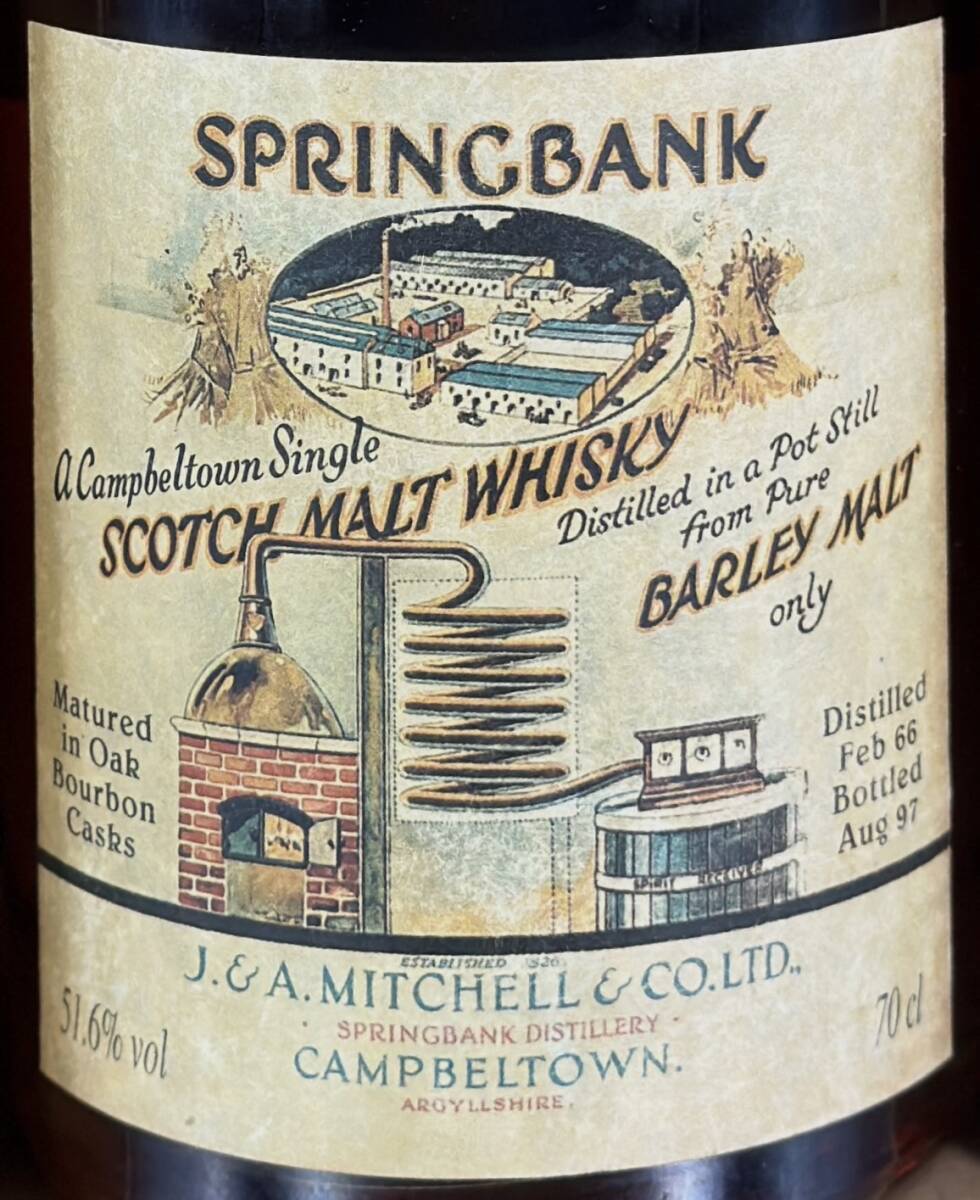 SPRINGBANK
A Campbeltown Single
SCOTCH MALT WHISKY
Distilled in a Pot Still
from Pure
BARLEY MALT
only
Matured
in Oak
Bourbon
Casks
Distilled
Feb 66
Bottled
Aug 97
SPIRIT RECEIVER
ESTABLISHED
J. & A. MITCHELL & CO. LTD.,
51.6% vol
SPRINGBANK DISTILLERY
70 cl
CAMPBELTOWN.
ARGYLLSHIRE.